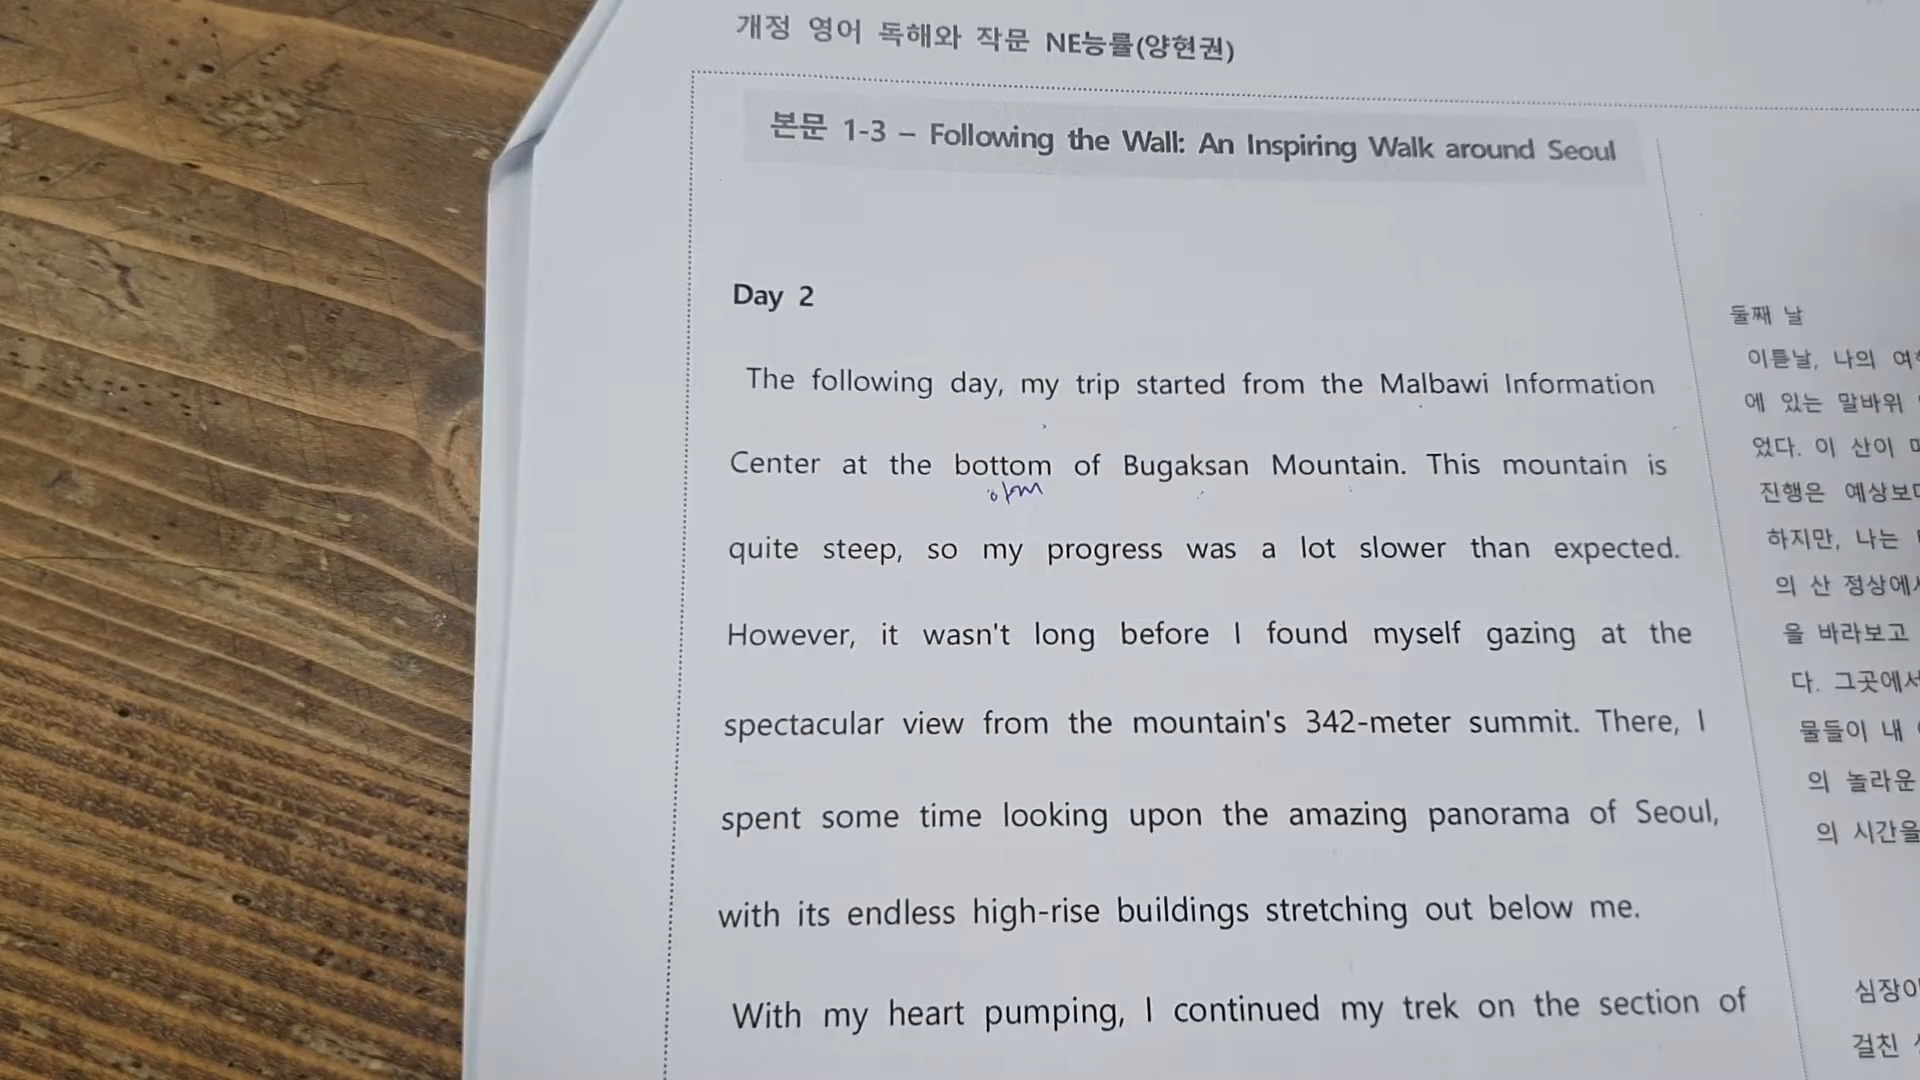 개정 영어 독해와 작문 NE능률(양현권)
본문 1-3 – Following the Wall: An Inspiring Walk around Seoul
Day 2
The following day, my trip started from the Malbawi Information
Center at the bottom of Bugaksan Mountain. This mountain is
quite steep, so my progress was a lot slower than expected.
However, it wasn't long before I found myself gazing at the
spectacular view from the mountain's 342-meter summit. There, I
spent some time looking upon the amazing panorama of Seoul,
with its endless high-rise buildings stretching out below me.
With my heart pumping, I continued my trek on the section of
둘째 날
이튿날, 나의
에 있는 말바위
었다. 이 산이
진행은 예상보다
하지만, 나는
의 산 정상에서
을 바라보고
다. 그곳에서
물들이 내
의 놀라운
의 시간을
심장이
걸친